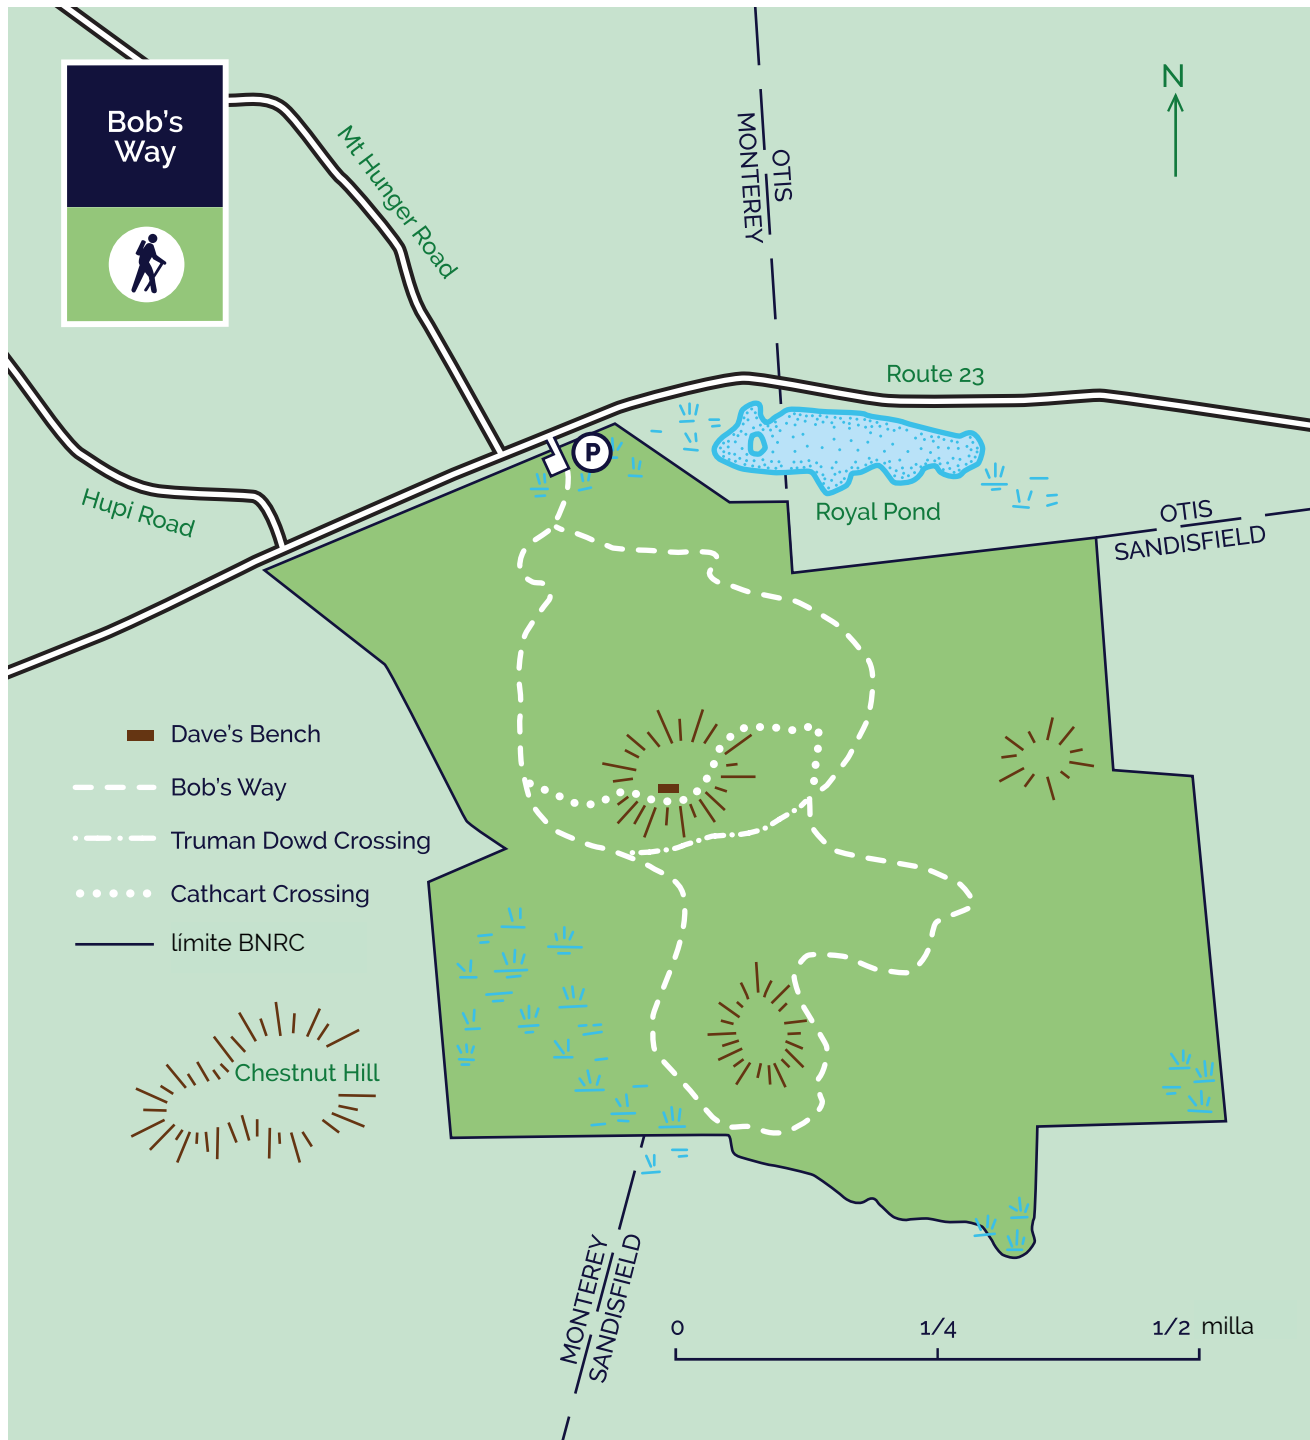 Bob's
Way
N
Mt Hunger Road
MONTEREY
OTIS
Route 23
P
Hupi Road
Royal Pond
OTIS
SANDISFIELD
Dave's Bench
Bob's Way
Truman Dowd Crossing
Cathcart Crossing
límite BNRC
Chestnut Hill
MONTEREY
SANDISFIELD
0 1/4 1/2 milla